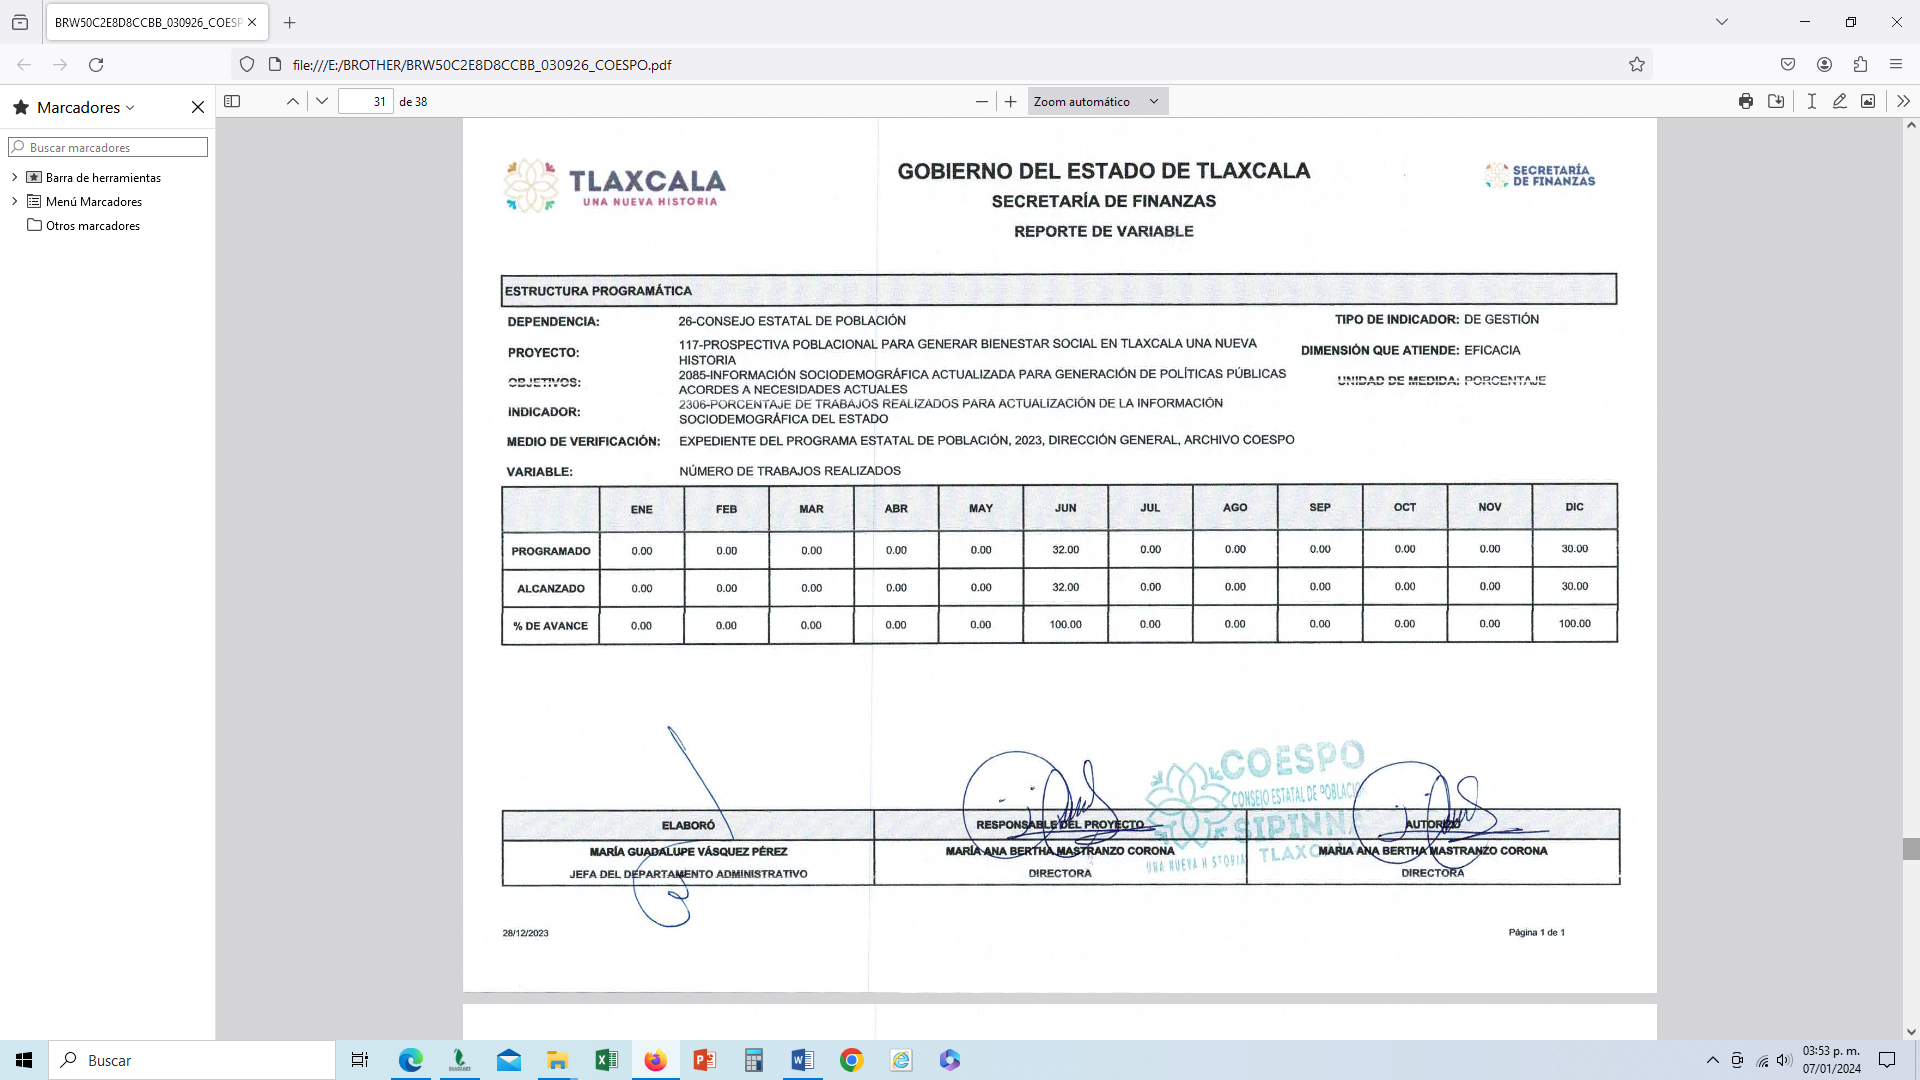 BRW50C2E8D8CCBB_030926_COESP
file:///E:/BROTHER/BRW50C2E8D8CCBB_030926_COESPO.pdf
Marcadores
31 de 38
Zoom automático
Buscar marcadores
Barra de herramientas
Menú Marcadores
Otros marcadores
TLAXCALA
UNA NUEVA HISTORIA
GOBIERNO DEL ESTADO DE TLAXCALA
SECRETARÍA DE FINANZAS
REPORTE DE VARIABLE
SECRETARÍA
DE FINANZAS
ESTRUCTURA PROGRAMÁTICA
DEPENDENCIA: 26-CONSEJO ESTATAL DE POBLACIÓN TIPO DE INDICADOR: DE GESTIÓN
PROYECTO: 117-PROSPECTIVA POBLACIONAL PARA GENERAR BIENESTAR SOCIAL EN TLAXCALA UNA NUEVA
HISTORIA DIMENSIÓN QUE ATIENDE: EFICACIA
OBJETIVOS: 2085-INFORMACIÓN SOCIODEMOGRÁFICA ACTUALIZADA PARA GENERACIÓN DE POLÍTICAS PÚBLICAS
ACORDES A NECESIDADES ACTUALES UNIDAD DE MEDIDA: PORCENTAJE
INDICADOR: 2306-PORCENTAJE DE TRABAJOS REALIZADOS PARA ACTUALIZACIÓN DE LA INFORMACIÓN
SOCIODEMOGRÁFICA DEL ESTADO
MEDIO DE VERIFICACIÓN: EXPEDIENTE DEL PROGRAMA ESTATAL DE POBLACIÓN, 2023, DIRECCIÓN GENERAL, ARCHIVO COESPO
VARIABLE: NÚMERO DE TRABAJOS REALIZADOS
ENE FEB MAR ABR MAY JUN JUL AGO SEP OCT NOV DIC
PROGRAMADO 0.00 0.00 0.00 0.00 0.00 32.00 0.00 0.00 0.00 0.00 0.00 30.00
ALCANZADO 0.00 0.00 0.00 0.00 0.00 32.00 0.00 0.00 0.00 0.00 0.00 30.00
% DE AVANCE 0.00 0.00 0.00 0.00 0.00 100.00 0.00 0.00 0.00 0.00 0.00 100.00
COESPO
CONSEJO ESTATAL DE POBLACIÓN
SIPINNA
TLAXCALA
UNA NUEVA HISTORIA
ELABORÓ RESPONSABLE DEL PROYECTO AUTORIZÓ
MARÍA GUADALUPE VÁSQUEZ PÉREZ MARÍA ANA BERTHA MASTRANZO CORONA MARÍA ANA BERTHA MASTRANZO CORONA
JEFA DEL DEPARTAMENTO ADMINISTRATIVO DIRECTORA DIRECTORA
28/12/2023 Página 1 de 1
Buscar
03:53 p. m.
07/01/2024